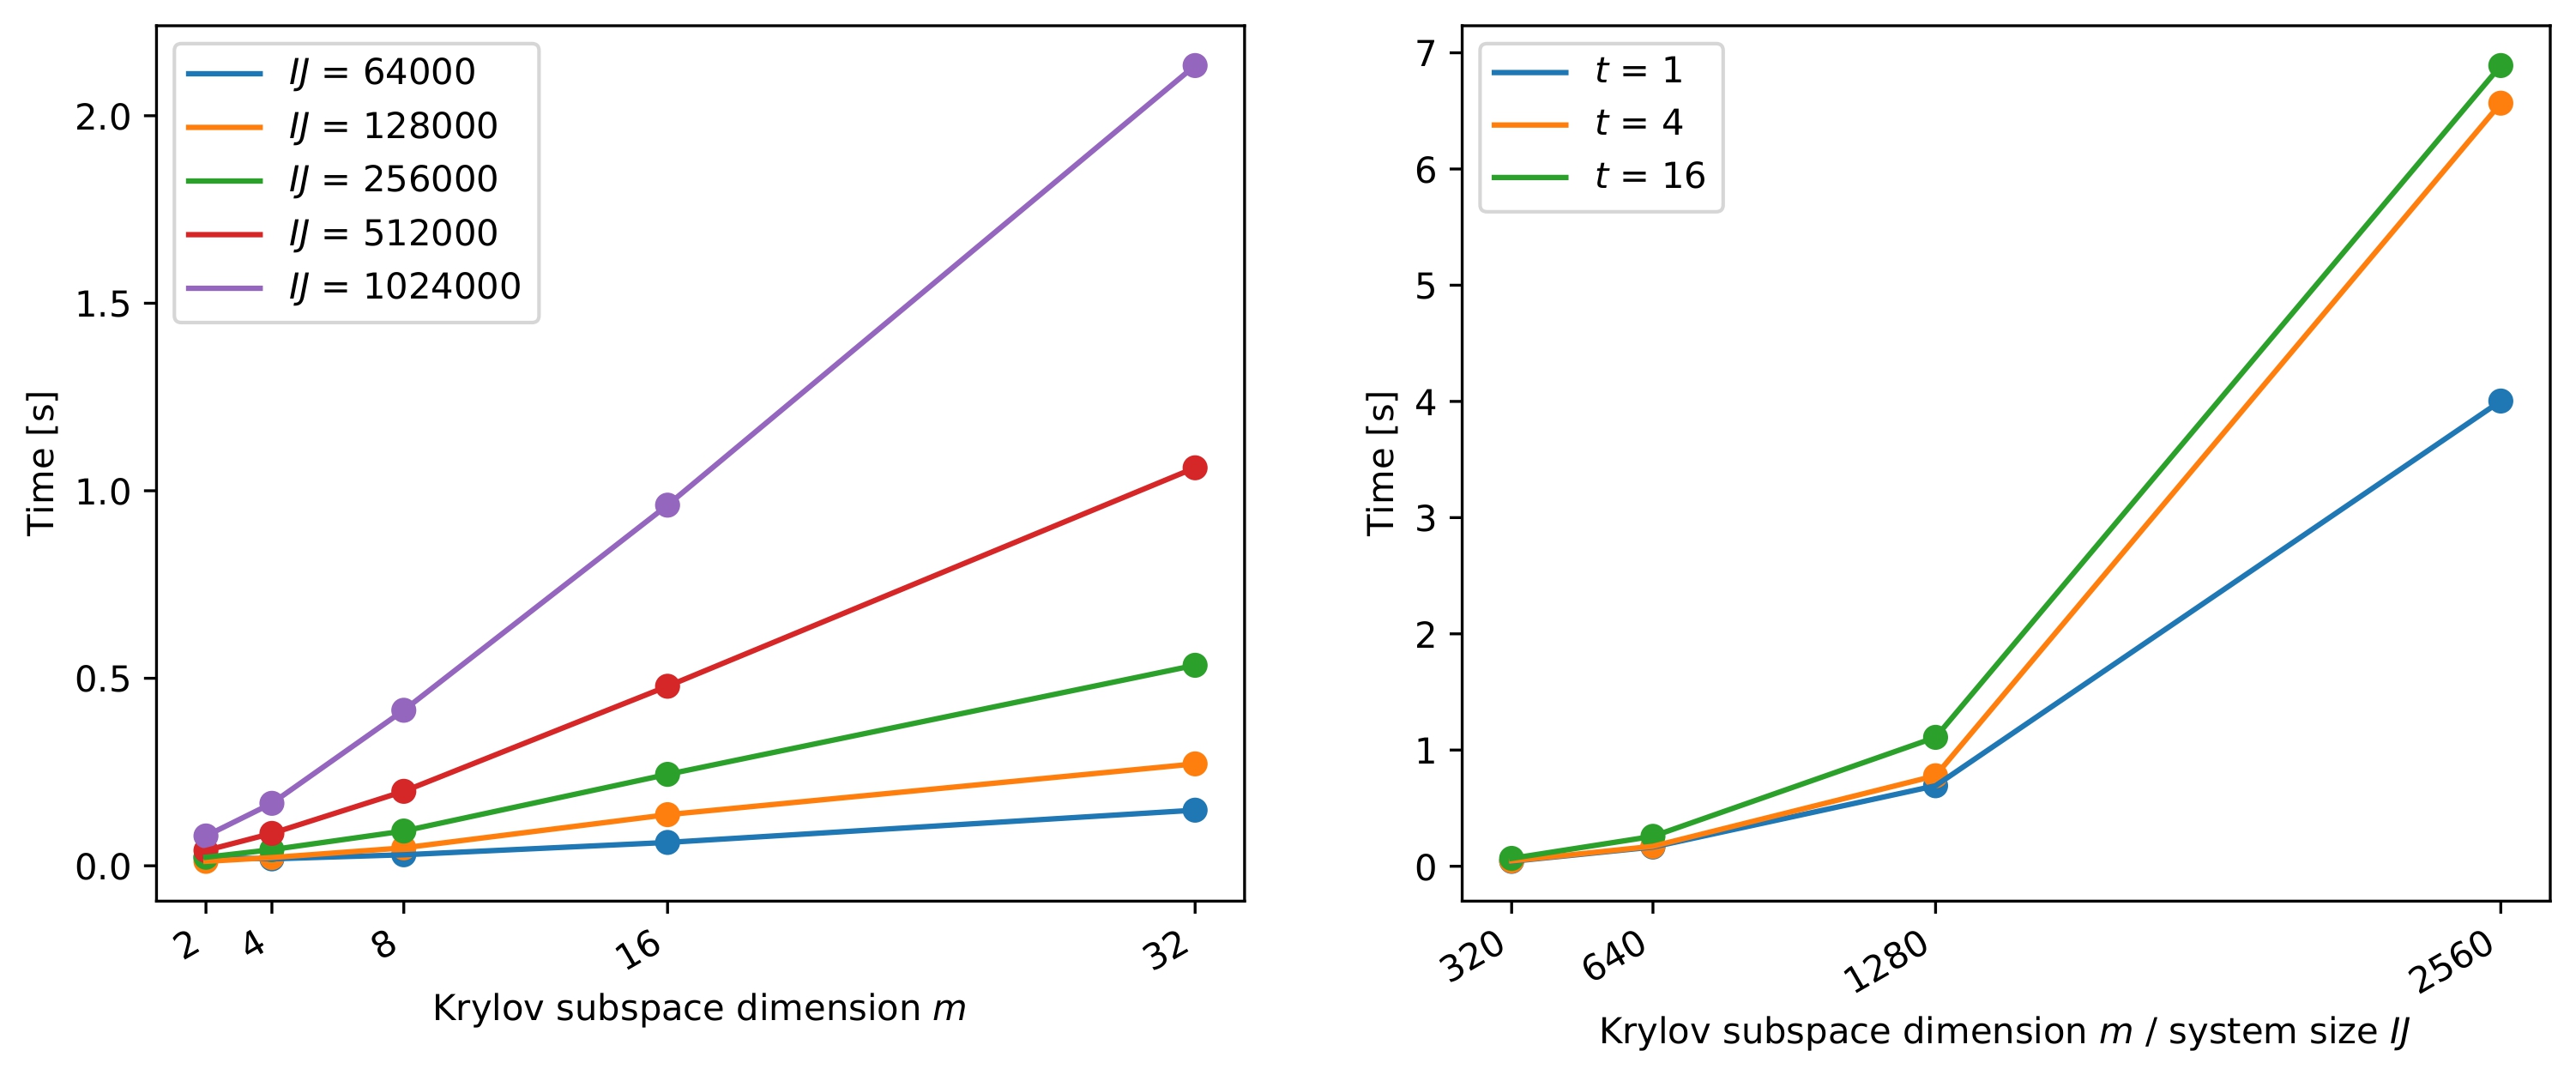 IJ = 64000
IJ = 128000
IJ = 256000
IJ = 512000
IJ = 1024000
2.0
1.5
1.0
0.5
0.0
Time [s]
2 4 8 16 32
Krylov subspace dimension m
t = 1
t = 4
t = 16
7
6
5
4
3
2
1
0
Time [s]
320 640 1280 2560
Krylov subspace dimension m / system size IJ